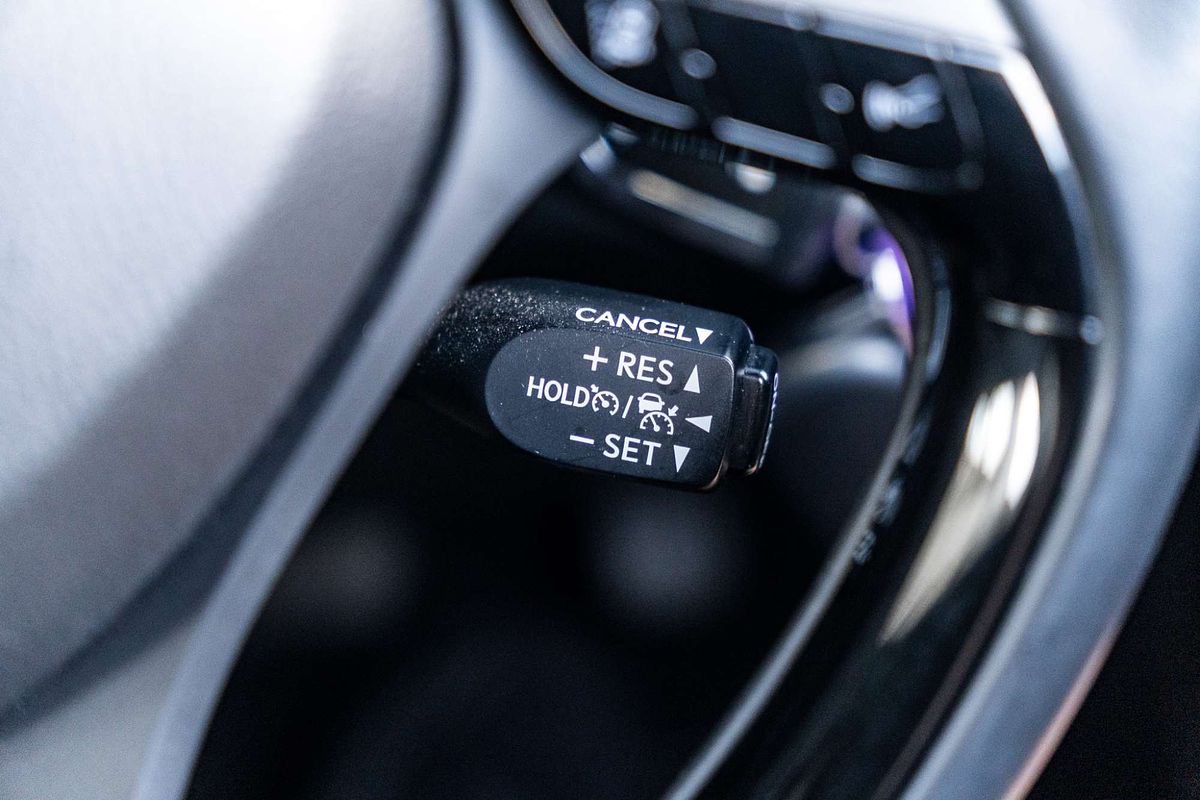 CANCEL
+ RES
HOLD /
− SET